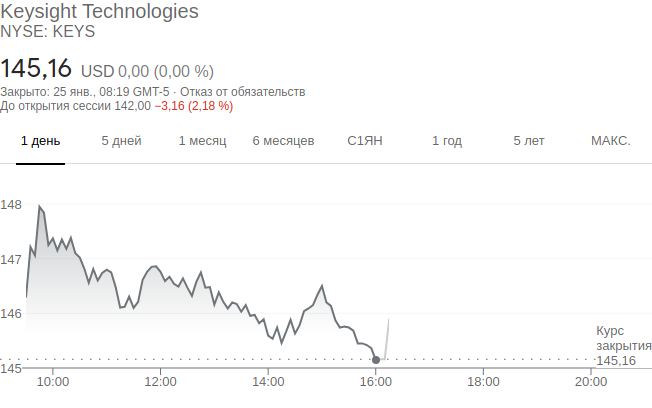 Keysight Technologies
NYSE: KEYS
145,16 USD 0,00 (0,00 %)
Закрыто: 25 янв., 08:19 GMT-5 · Отказ от обязательств
До открытия сессии 142,00 −3,16 (2,18 %)
1 день 5 дней 1 месяц 6 месяцев С1ЯН 1 год 5 лет МАКС.
148
147
146
Курс
закрытия
145,16
145
10:00 12:00 14:00 16:00 18:00 20:00